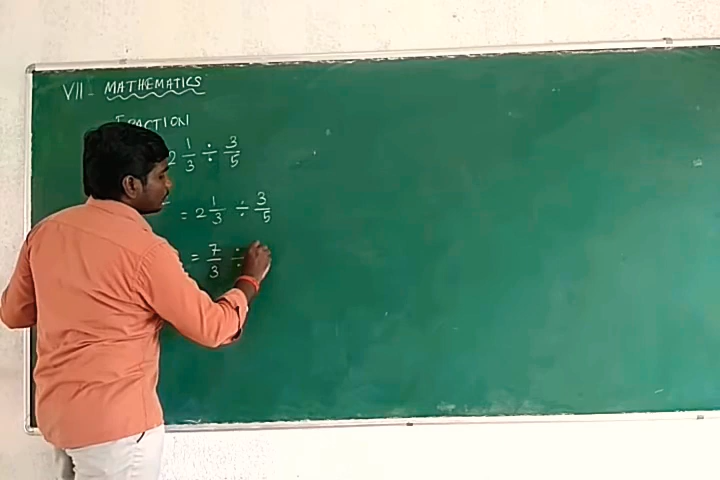 VII - MATHEMATICS
FRACTION
2 1/3 ÷ 3/5
= 2 1/3 ÷ 3/5
= 7/3 ÷